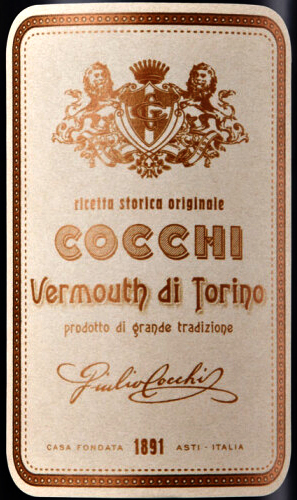 ricetta storica originale
COCCHI
Vermouth di Torino
prodotto di grande tradizione
Giulio Cocchi
CASA FONDATA 1891 ASTI - ITALIA